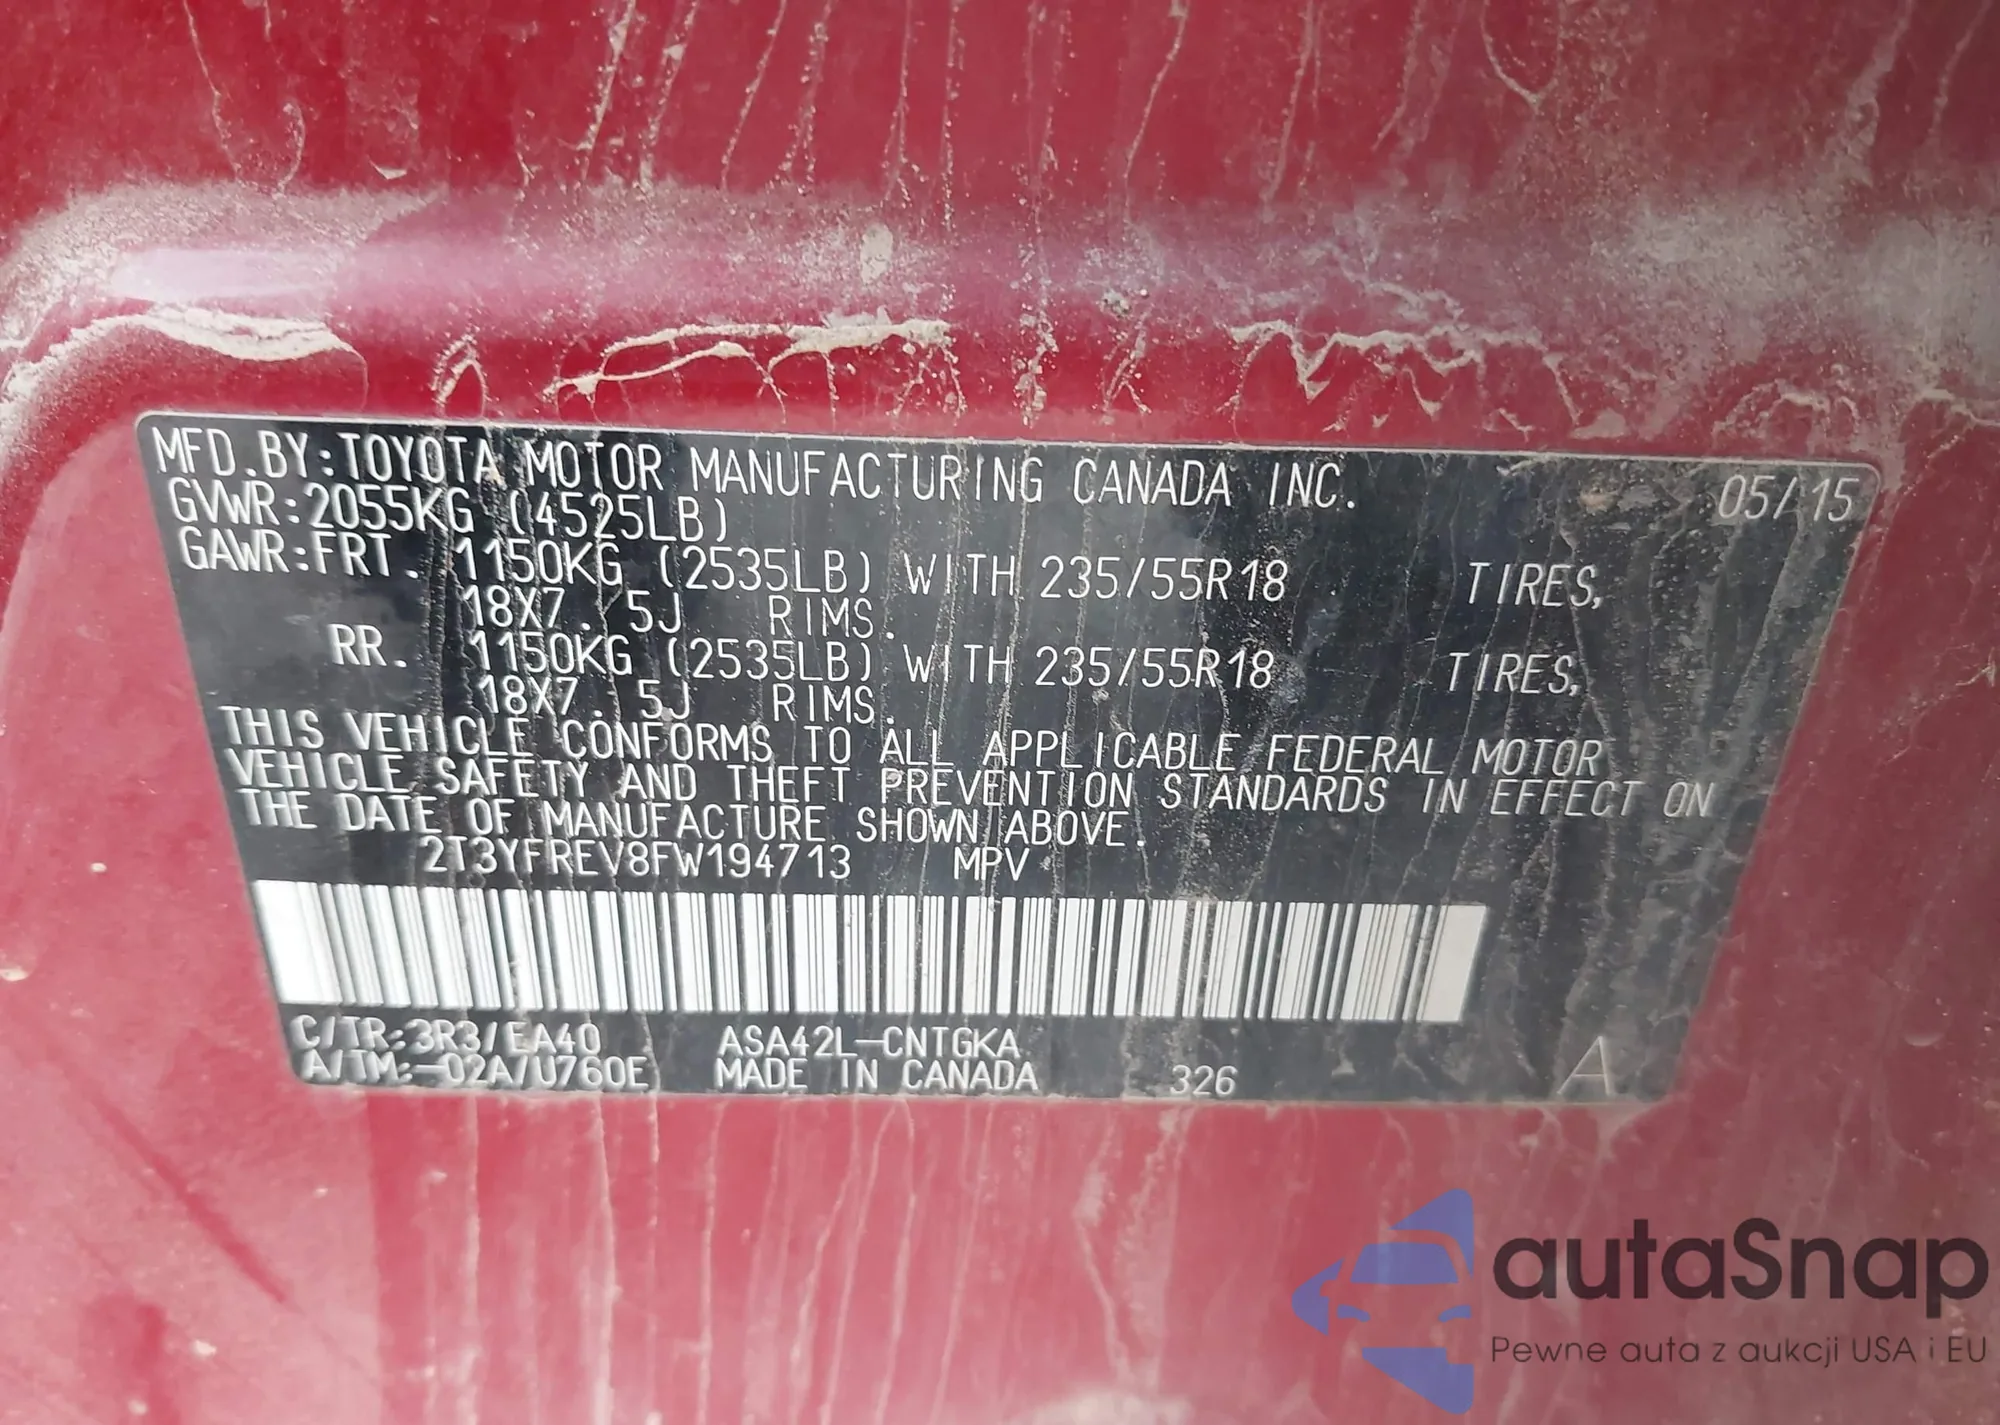 MFD.BY:TOYOTA MOTOR MANUFACTURING CANADA INC. 05/15
GVWR:2055KG (4525LB)
GAWR:FRT. 1150KG (2535LB) WITH 235/55R18 TIRES,
18X7.5J RIMS.
RR. 1150KG (2535LB) WITH 235/55R18 TIRES,
18X7.5J RIMS.
THIS VEHICLE CONFORMS TO ALL APPLICABLE FEDERAL MOTOR
VEHICLE SAFETY AND THEFT PREVENTION STANDARDS IN EFFECT ON
THE DATE OF MANUFACTURE SHOWN ABOVE.
2T3YFREV8FW194713 MPV
C/TR:3R3/EA40 ASA42L-CNTGKA
A/TM:-02A/U760E MADE IN CANADA 326 A
autaSnap
Pewne auta z aukcji USA i EU